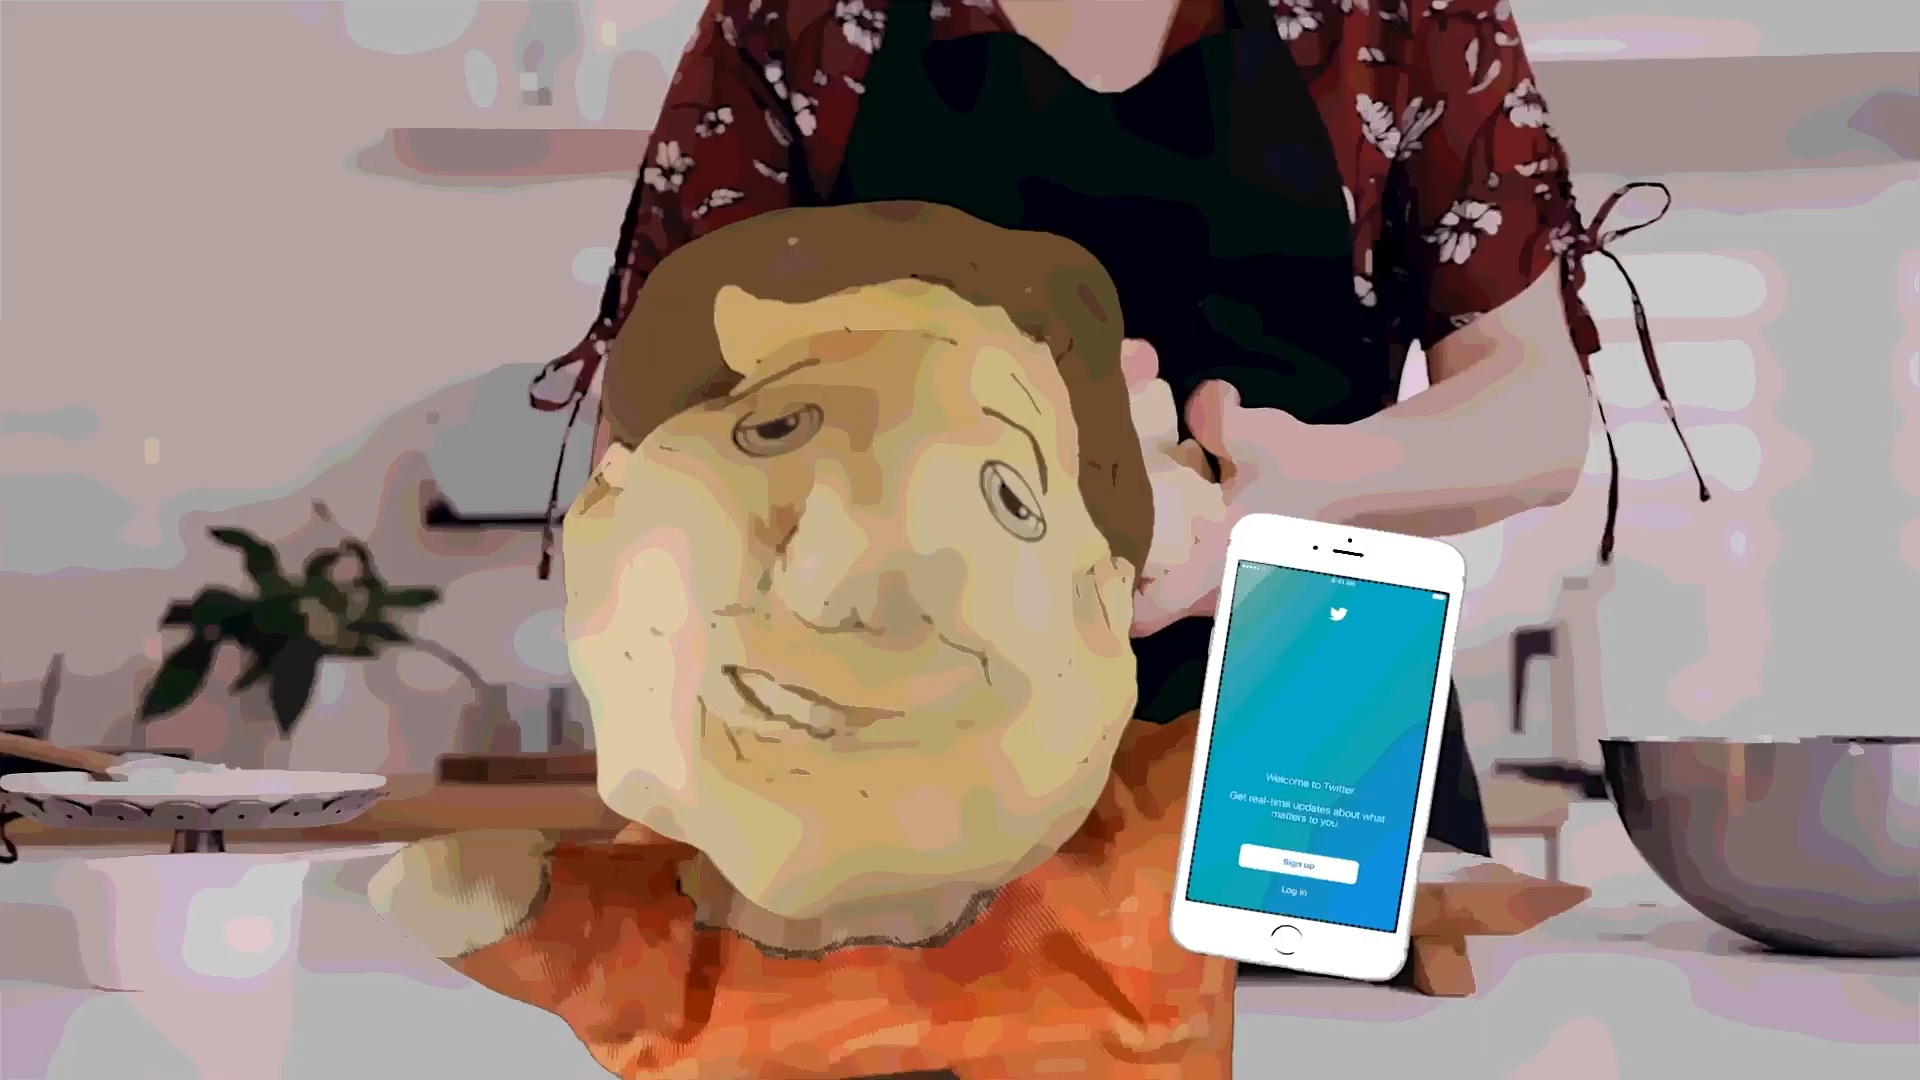 Welcome to Twitter.
Get real-time updates about what
matters to you.
Sign up
Log in